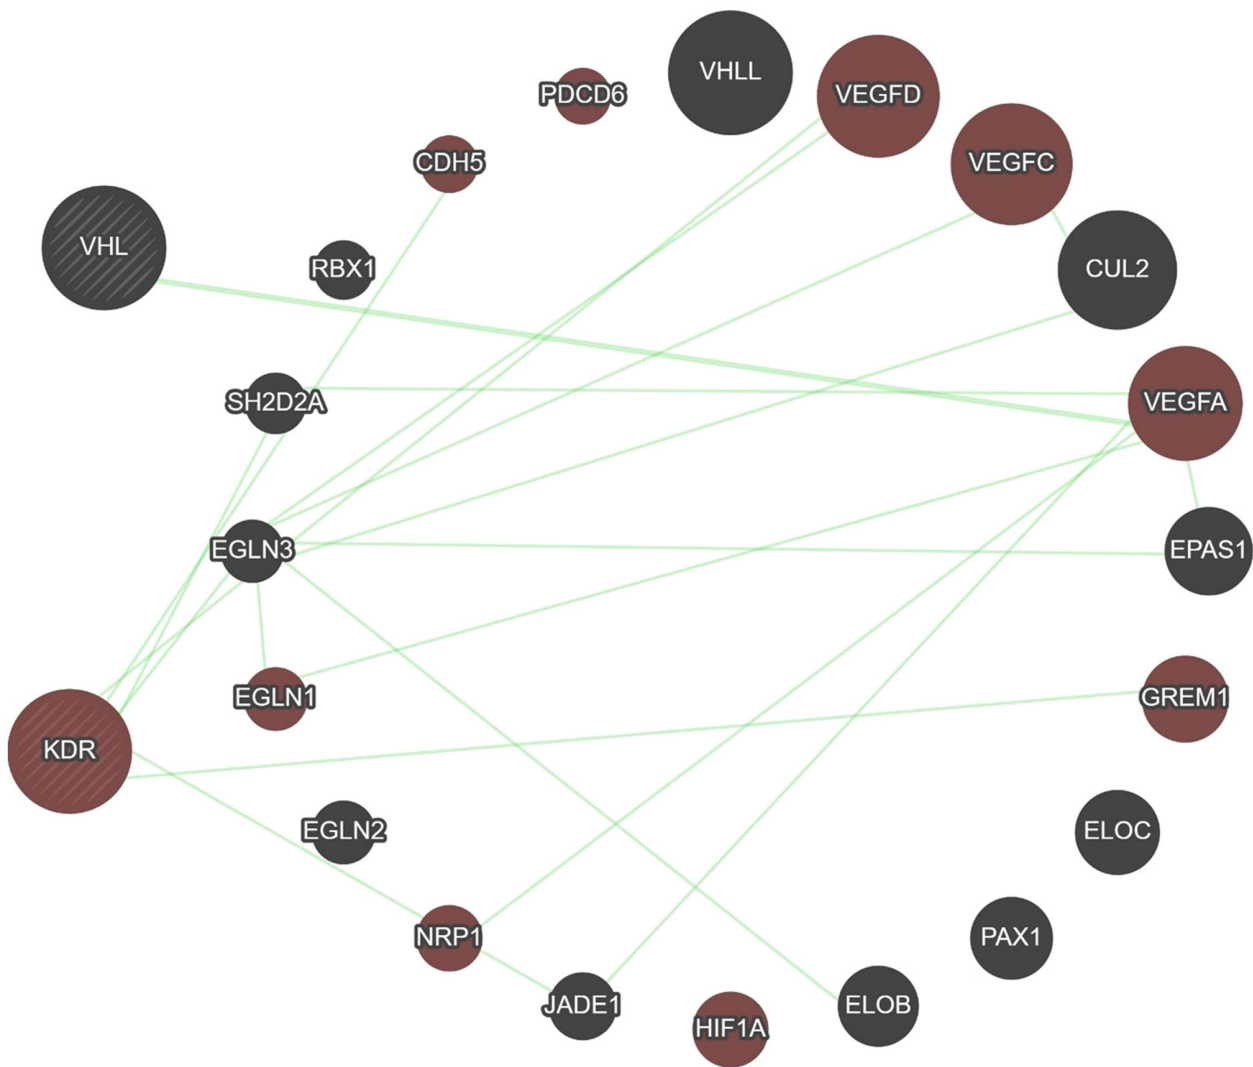 VHLL
VEGFD
PDCD6
VEGFC
CDH5
VHL
RBX1
CUL2
SH2D2A
VEGFA
EGLN3
EPAS1
EGLN1
GREM1
KDR
EGLN2
ELOC
NRP1
PAX1
JADE1
ELOB
HIF1A